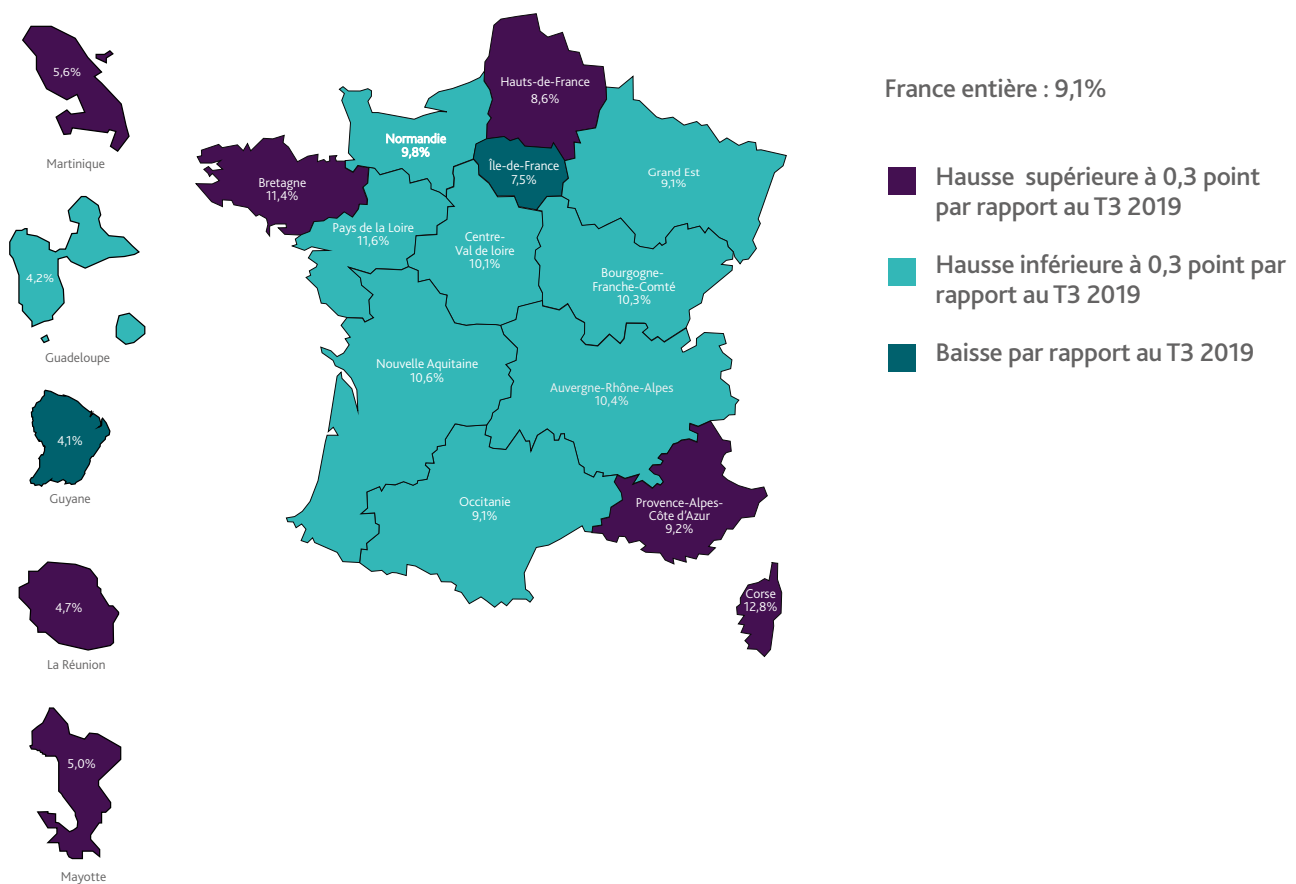 5,6%
Martinique
4,2%
Guadeloupe
4,1%
Guyane
4,7%
La Réunion
5,0%
Mayotte
Hauts-de-France
8,6%
Normandie
9,8%
Île-de-France
7,5%
Grand Est
9,1%
Bretagne
11,4%
Pays de la Loire
11,6%
Centre-
Val de loire
10,1%
Bourgogne-
Franche-Comté
10,3%
Nouvelle Aquitaine
10,6%
Auvergne-Rhône-Alpes
10,4%
Occitanie
9,1%
Provence-Alpes-
Côte d'Azur
9,2%
Corse
12,8%
France entière : 9,1%
Hausse supérieure à 0,3 point
par rapport au T3 2019
Hausse inférieure à 0,3 point par
rapport au T3 2019
Baisse par rapport au T3 2019